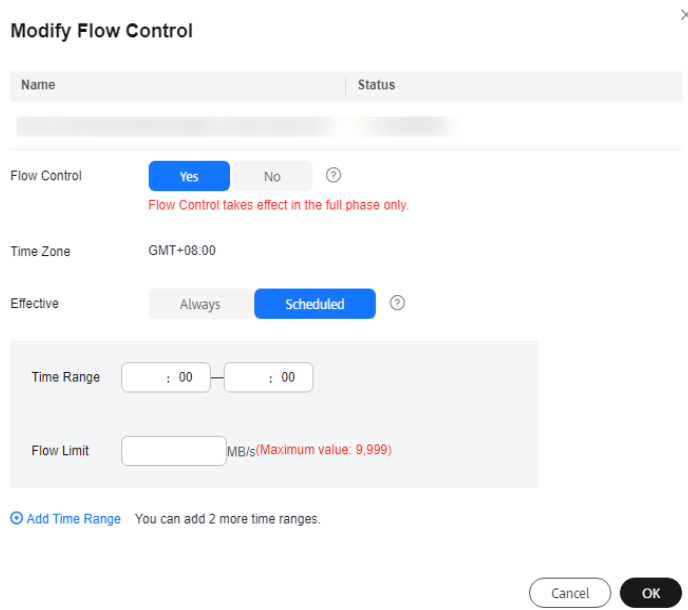 Modify Flow Control
Name Status
Flow Control Yes No ?
Flow Control takes effect in the full phase only.
Time Zone GMT+08:00
Effective Always Scheduled ?
Time Range : 00 — : 00
Flow Limit MB/s(Maximum value: 9,999)
Add Time Range You can add 2 more time ranges.
Cancel OK